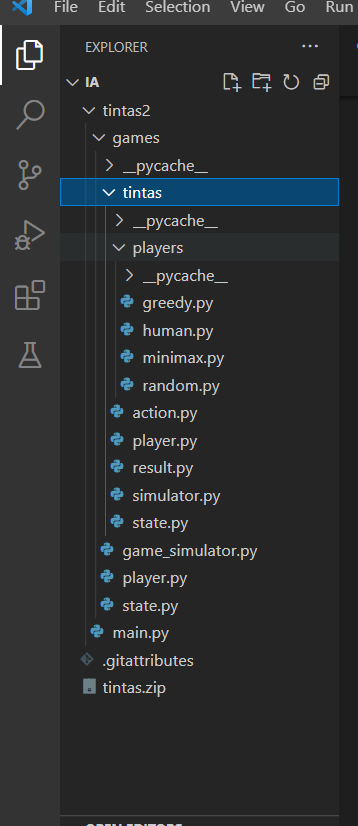 File Edit Selection View Go Run
EXPLORER
IA
tintas2
games
__pycache__
tintas
__pycache__
players
__pycache__
greedy.py
human.py
minimax.py
random.py
action.py
player.py
result.py
simulator.py
state.py
game_simulator.py
player.py
state.py
main.py
.gitattributes
tintas.zip
OPEN EDITORS